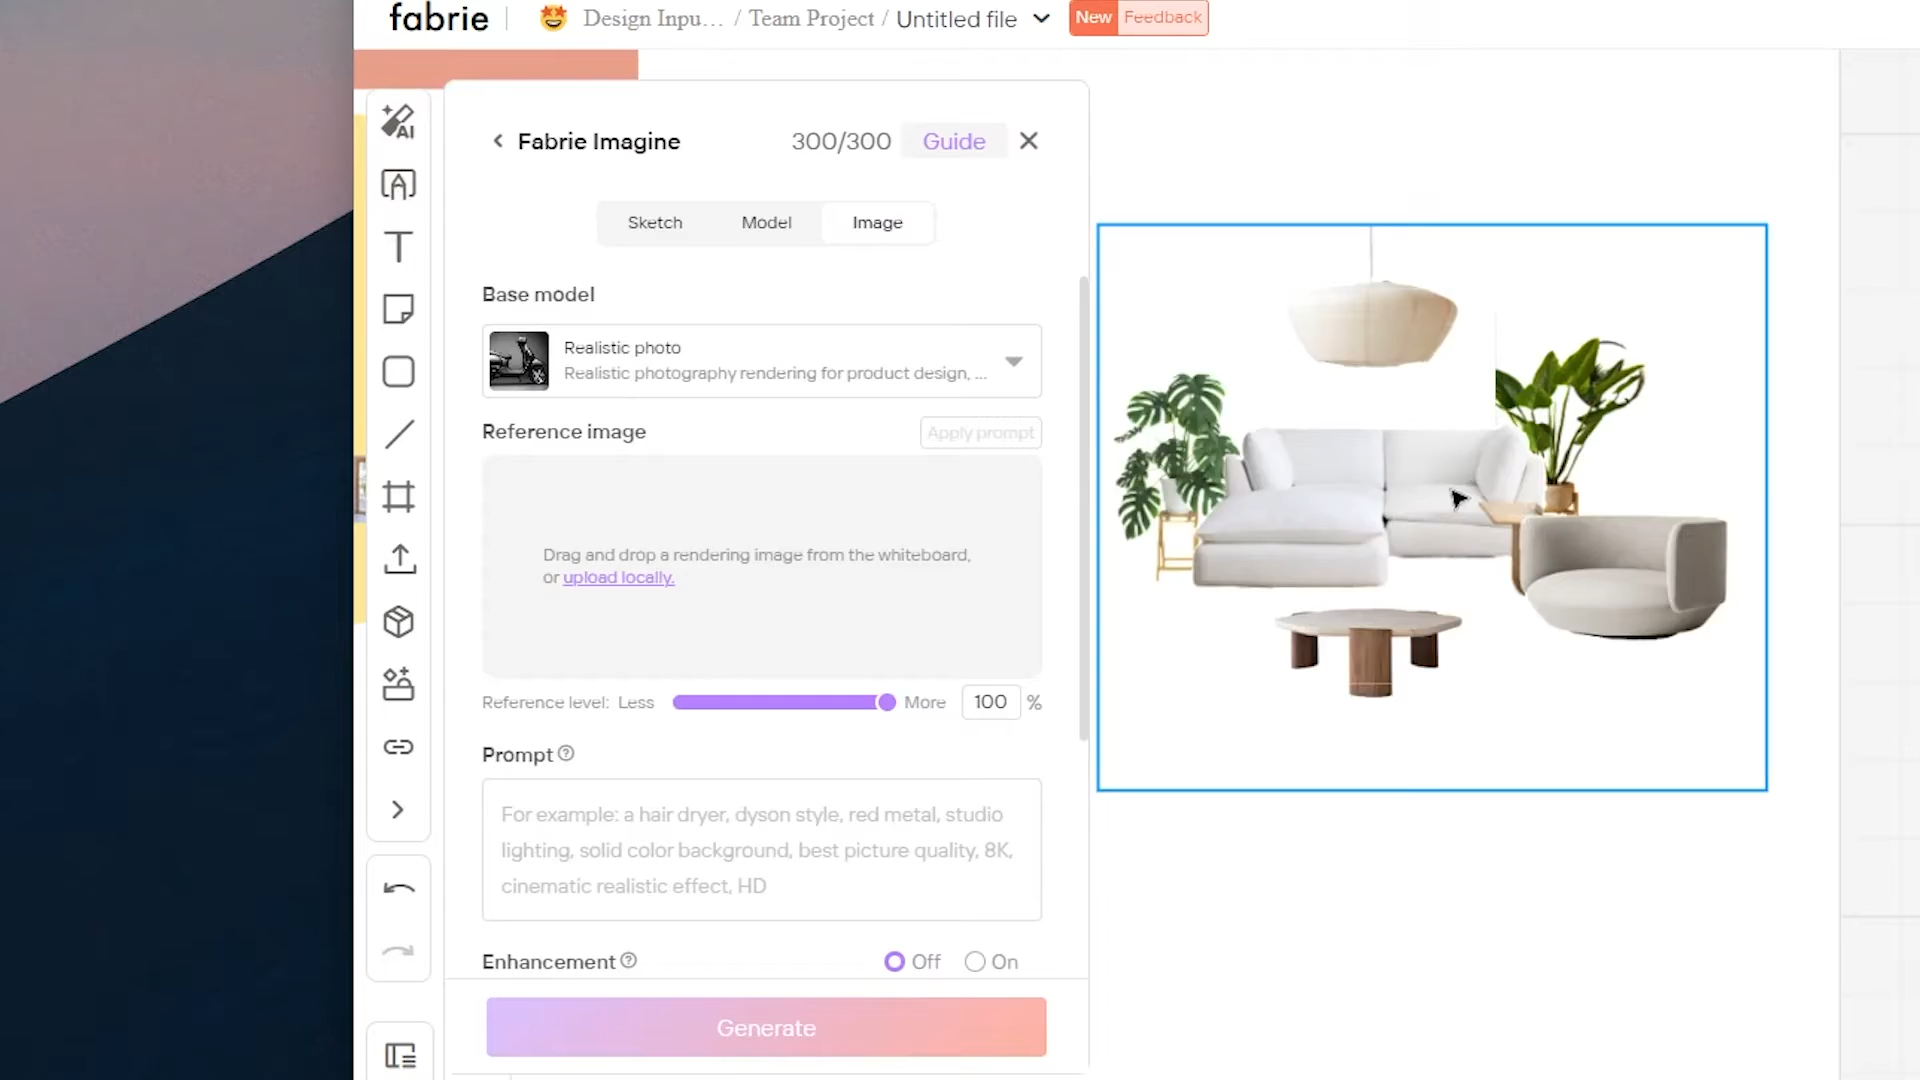 fabrie
Design Inpu... / Team Project / Untitled file
New Feedback
Fabrie Imagine
300/300
Guide
Sketch
Model
Image
Base model
Realistic photo
Realistic photography rendering for product design, ...
Reference image
Apply prompt
Drag and drop a rendering image from the whiteboard,
or upload locally.
Reference level: Less
More
100 %
Prompt
For example: a hair dryer, dyson style, red metal, studio
lighting, solid color background, best picture quality, 8K,
cinematic realistic effect, HD
Enhancement
Off
On
Generate
AI